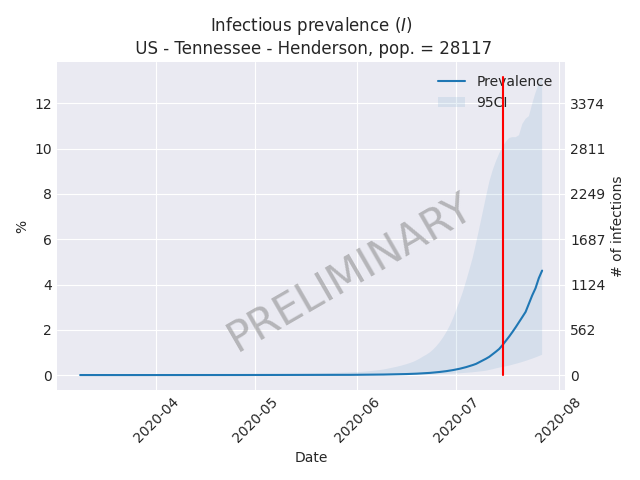 Infectious prevalence (I)
US - Tennessee - Henderson, pop. = 28117
Prevalence
95CI
12
10
8
6
4
2
0
%
3374
2811
2249
1687
1124
562
0
# of infections
PRELIMINARY
2020-04
2020-05
2020-06
2020-07
2020-08
Date